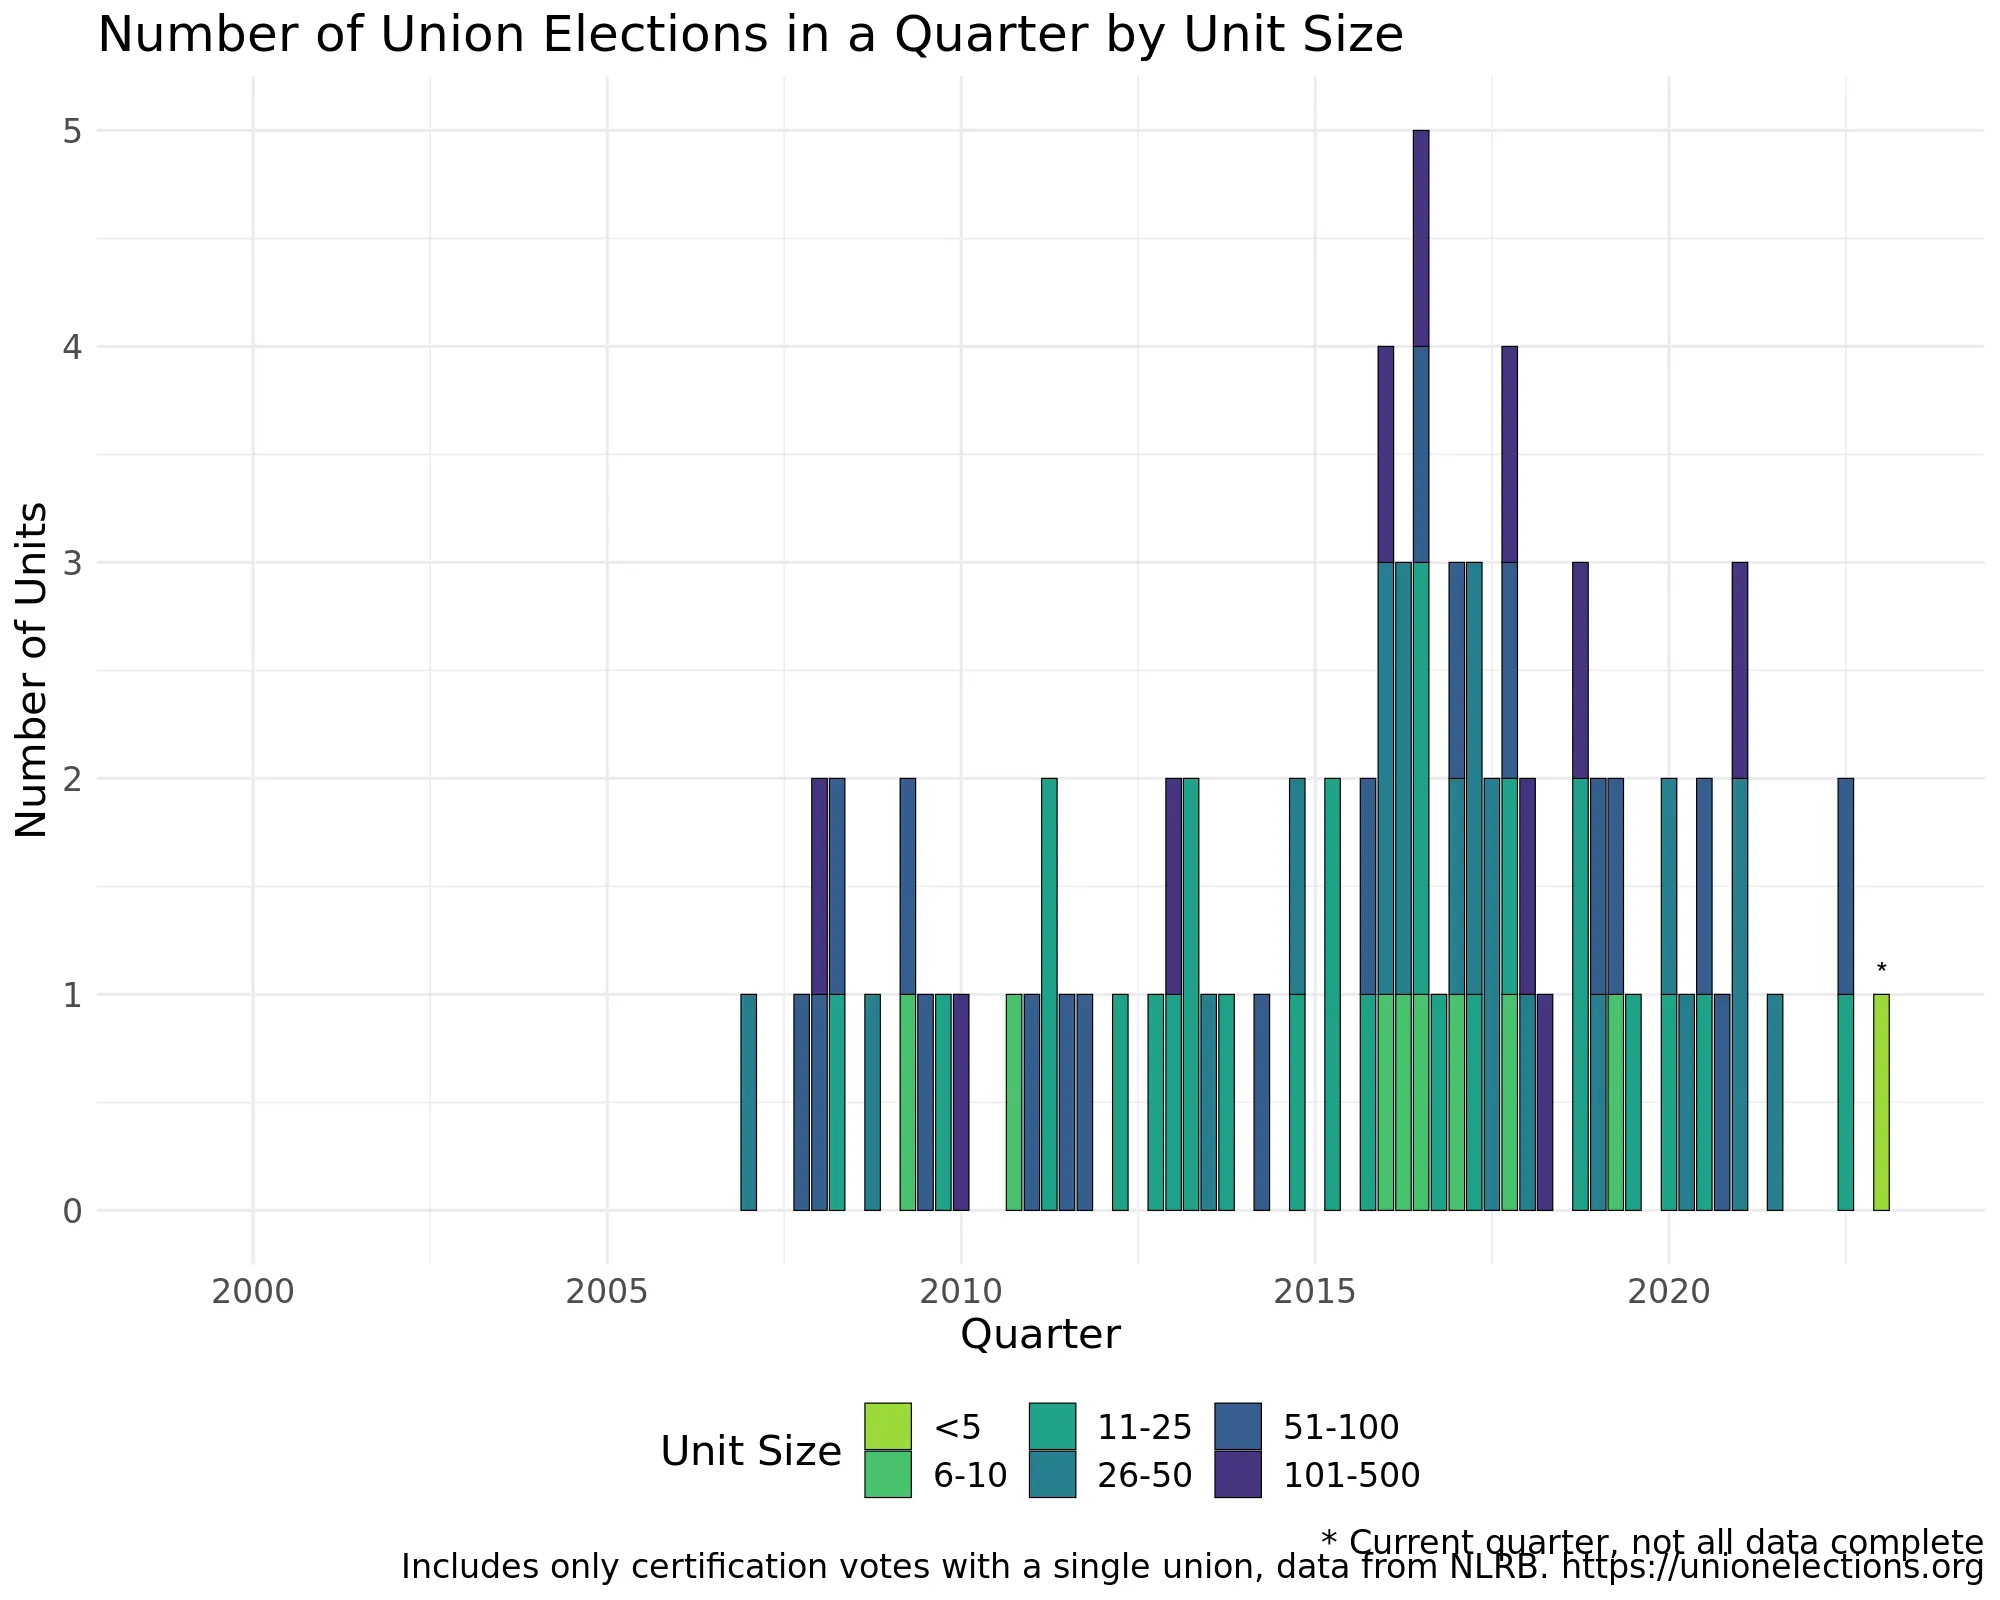 Number of Union Elections in a Quarter by Unit Size
Number of Units
5
4
3
2
1
0
*
2000 2005 2010 2015 2020
Quarter
Unit Size
<5 11-25 51-100
6-10 26-50 101-500
* Current quarter, not all data complete
Includes only certification votes with a single union, data from NLRB. https://unionelections.org